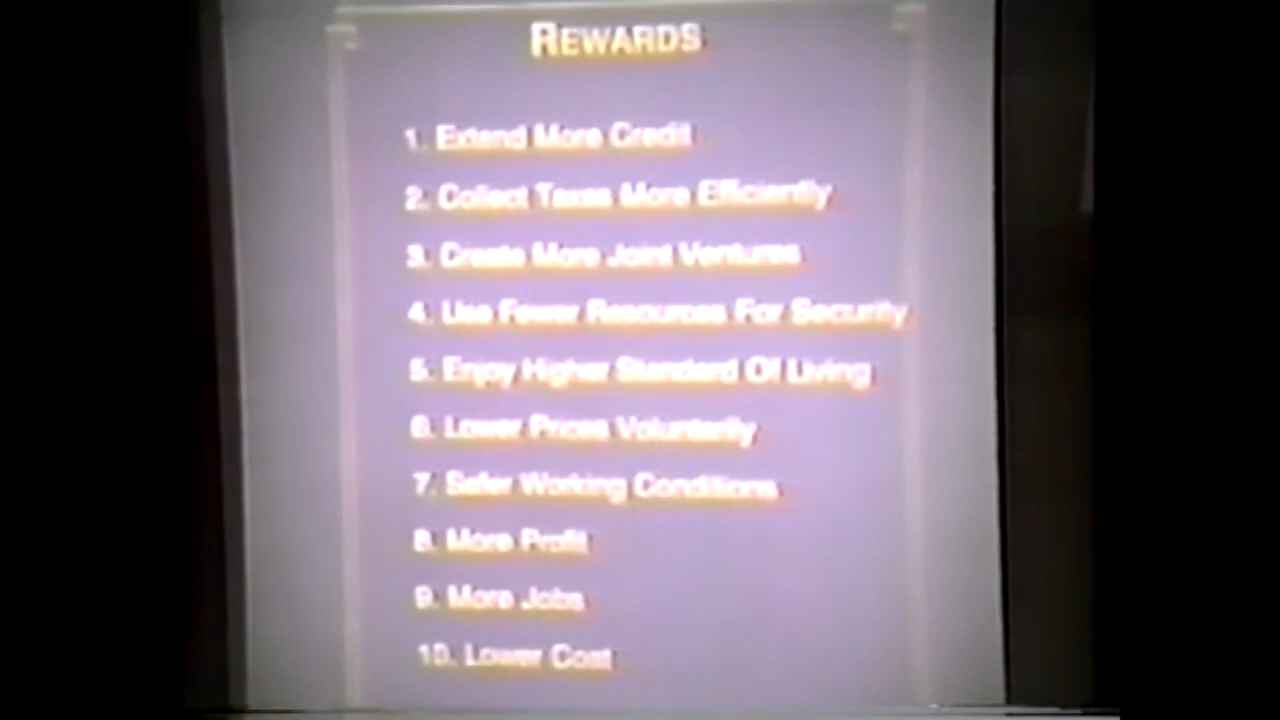 REWARDS
1. Extend More Credit
2. Collect Taxes More Efficiently
3. Create More Joint Ventures
4. Use Fewer Resources For Security
5. Enjoy Higher Standard Of Living
6. Lower Prices Voluntarily
7. Safer Working Conditions
8. More Profit
9. More Jobs
10. Lower Cost